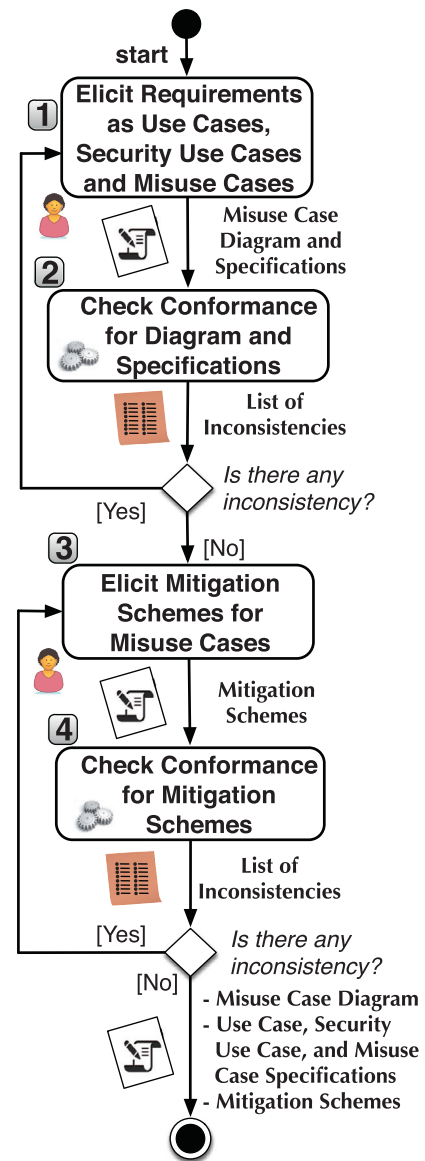 start
1
Elicit Requirements
as Use Cases,
Security Use Cases
and Misuse Cases
Misuse Case
Diagram and
Specifications
2
Check Conformance
for Diagram and
Specifications
List of
Inconsistencies
Is there any
inconsistency?
[Yes]
[No]
3
Elicit Mitigation
Schemes for
Misuse Cases
Mitigation
Schemes
4
Check Conformance
for Mitigation
Schemes
List of
Inconsistencies
[Yes]
Is there any
inconsistency?
[No]
- Misuse Case Diagram
- Use Case, Security
Use Case, and Misuse
Case Specifications
- Mitigation Schemes